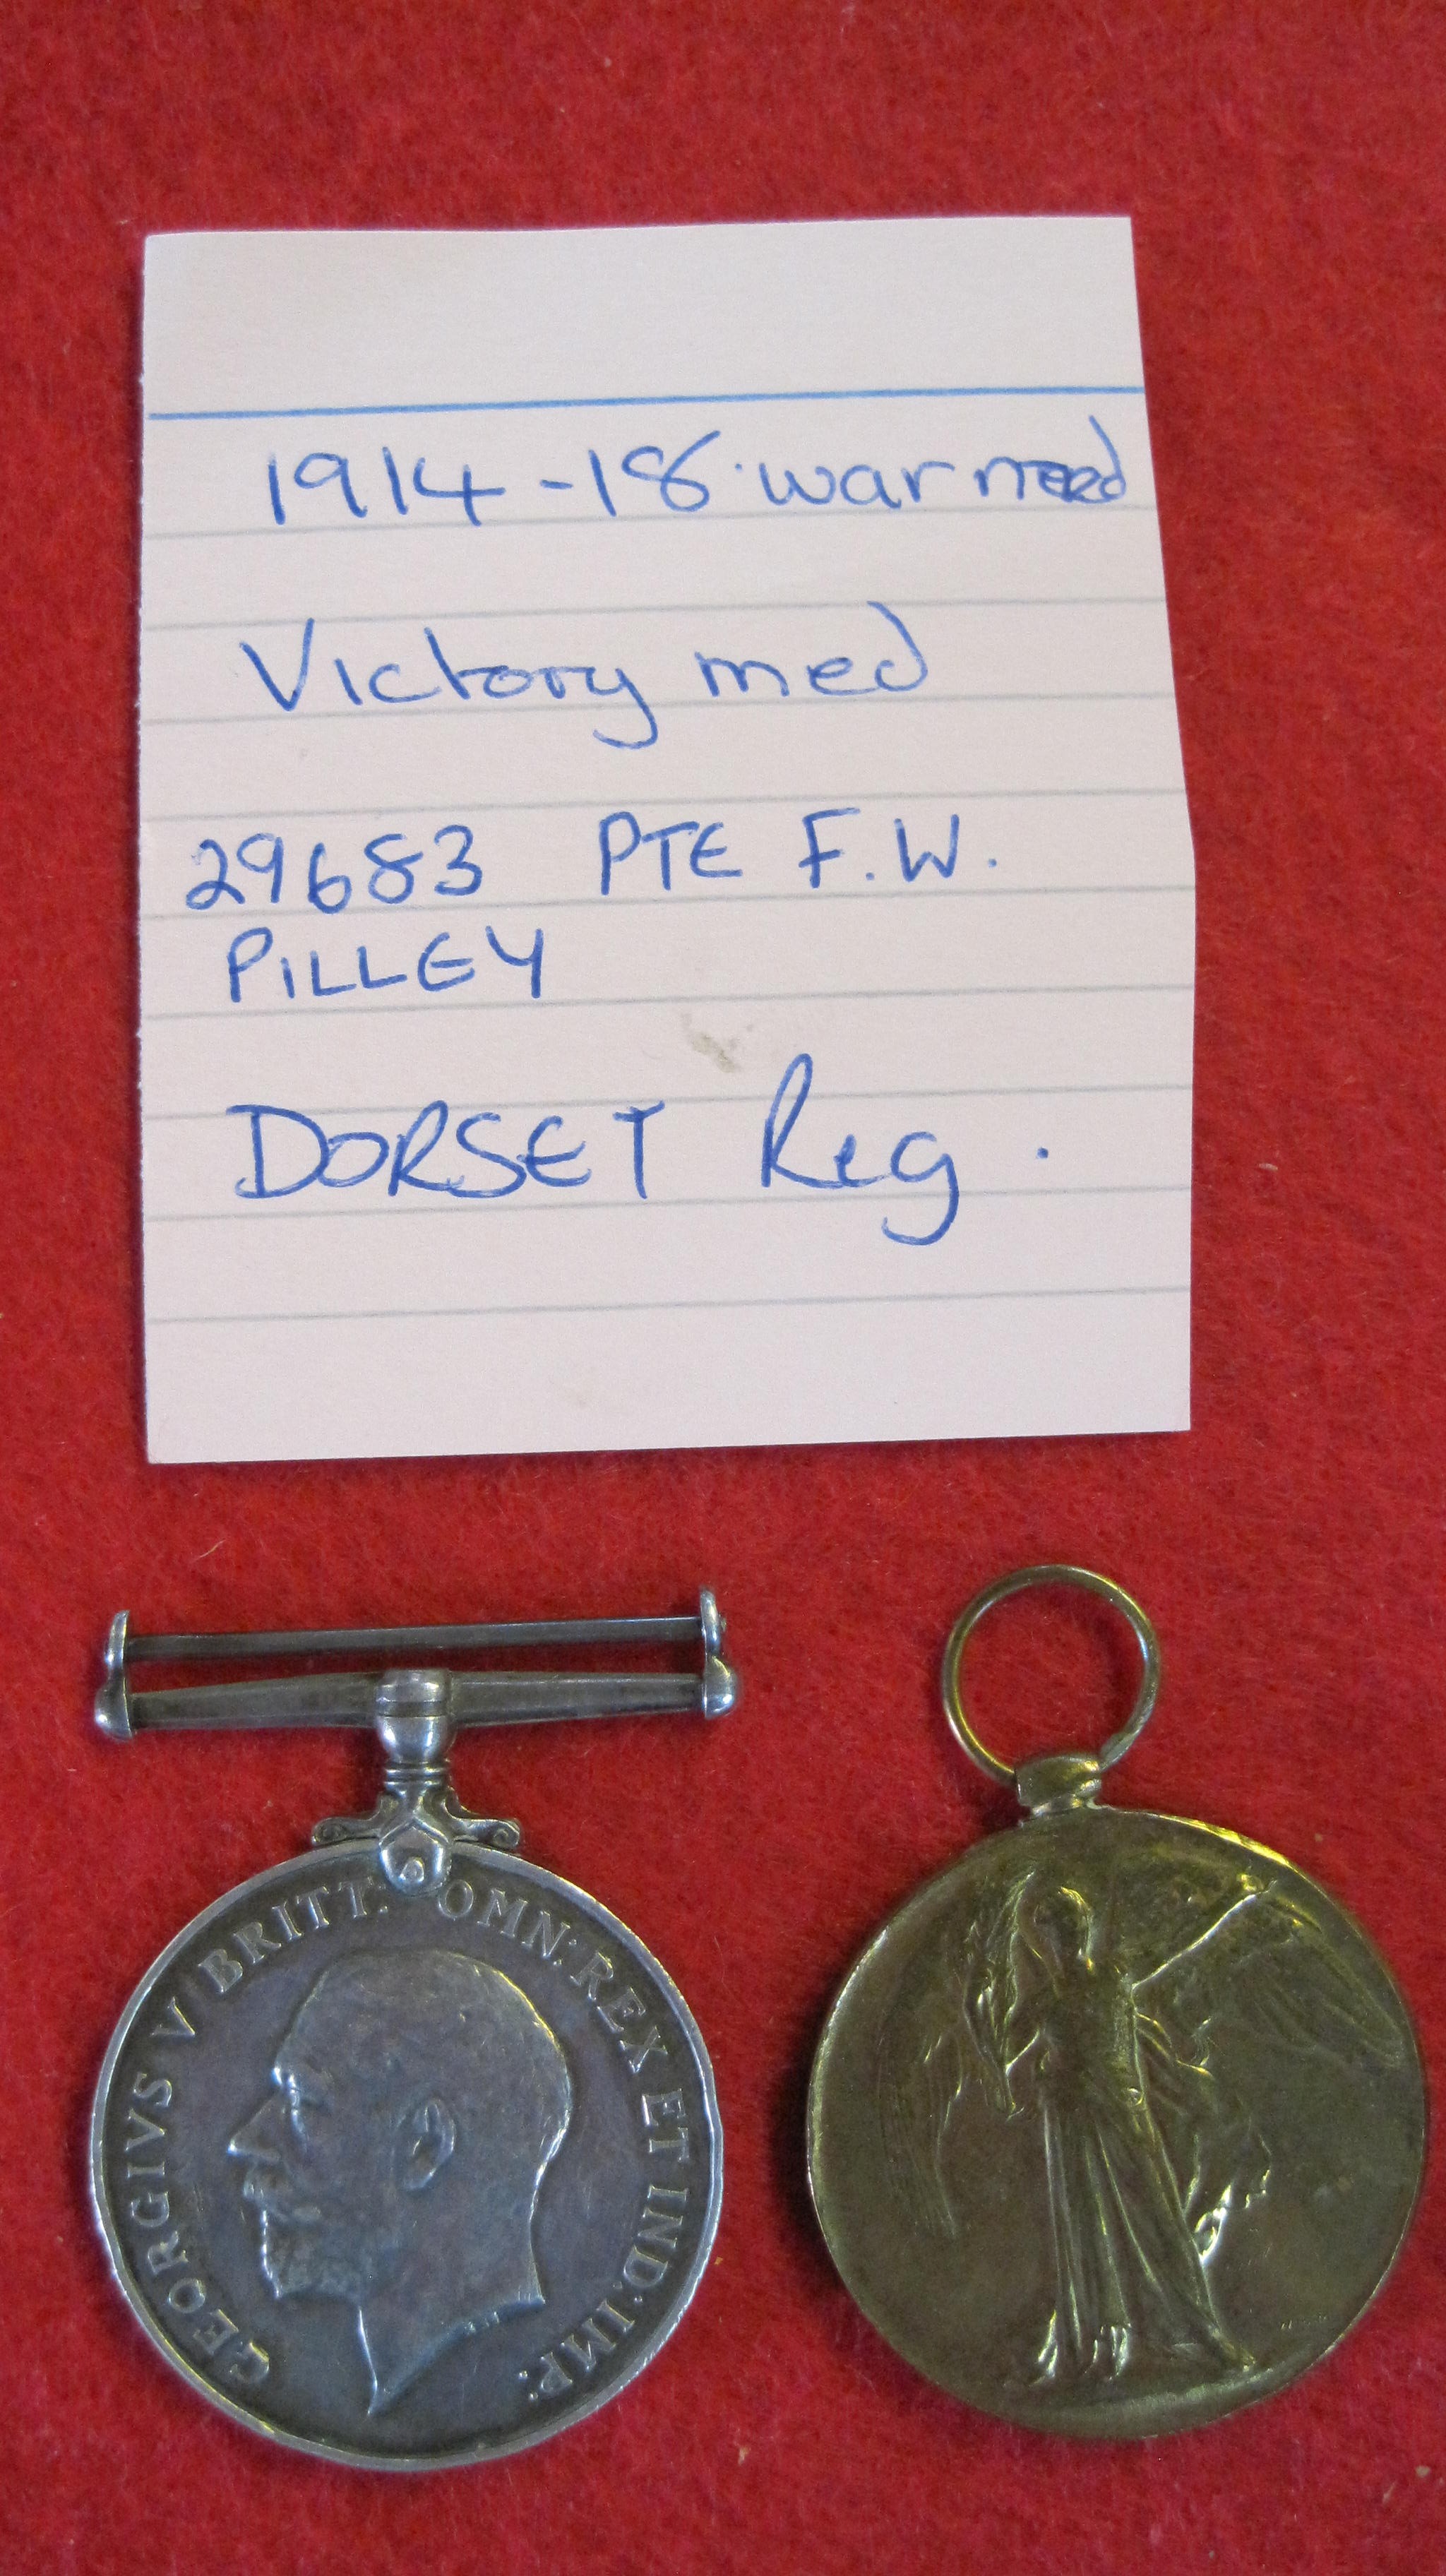 1914-18 war med
Victory med
29683 PTE F.W.
PILLEY
DORSET Reg.
GEORGIVS V BRITT: OMN: REX ET IND: IMP: